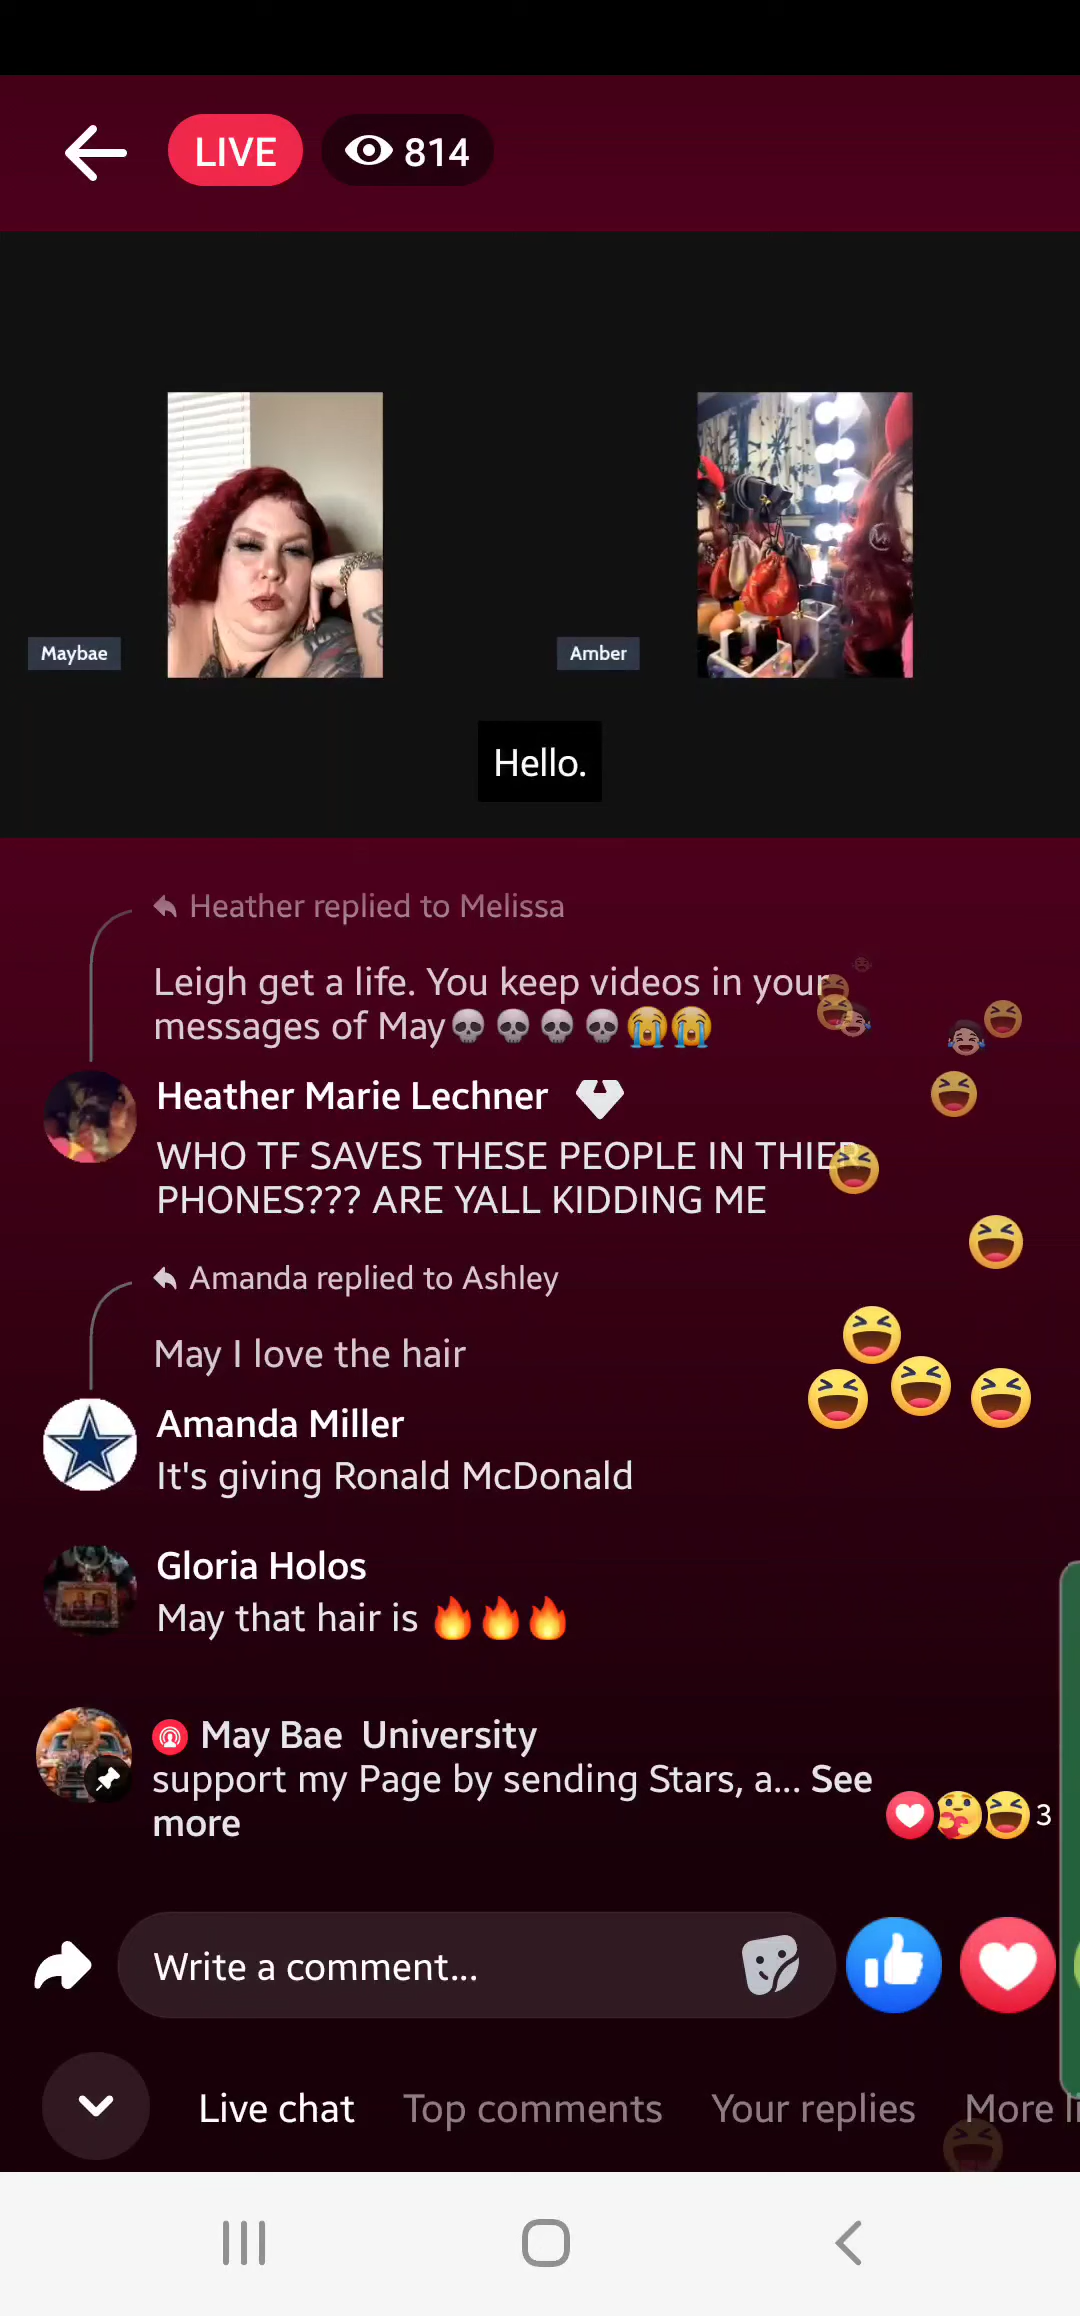 LIVE
814
Maybae
Amber
Hello.
Heather replied to Melissa
Leigh get a life. You keep videos in your
messages of May💀💀💀💀😭😭
Heather Marie Lechner
WHO TF SAVES THESE PEOPLE IN THIER
PHONES??? ARE YALL KIDDING ME
Amanda replied to Ashley
May I love the hair
Amanda Miller
It's giving Ronald McDonald
Gloria Holos
May that hair is 🔥🔥🔥
May Bae University
support my Page by sending Stars, a... See
more
3
Write a comment...
Live chat Top comments Your replies More